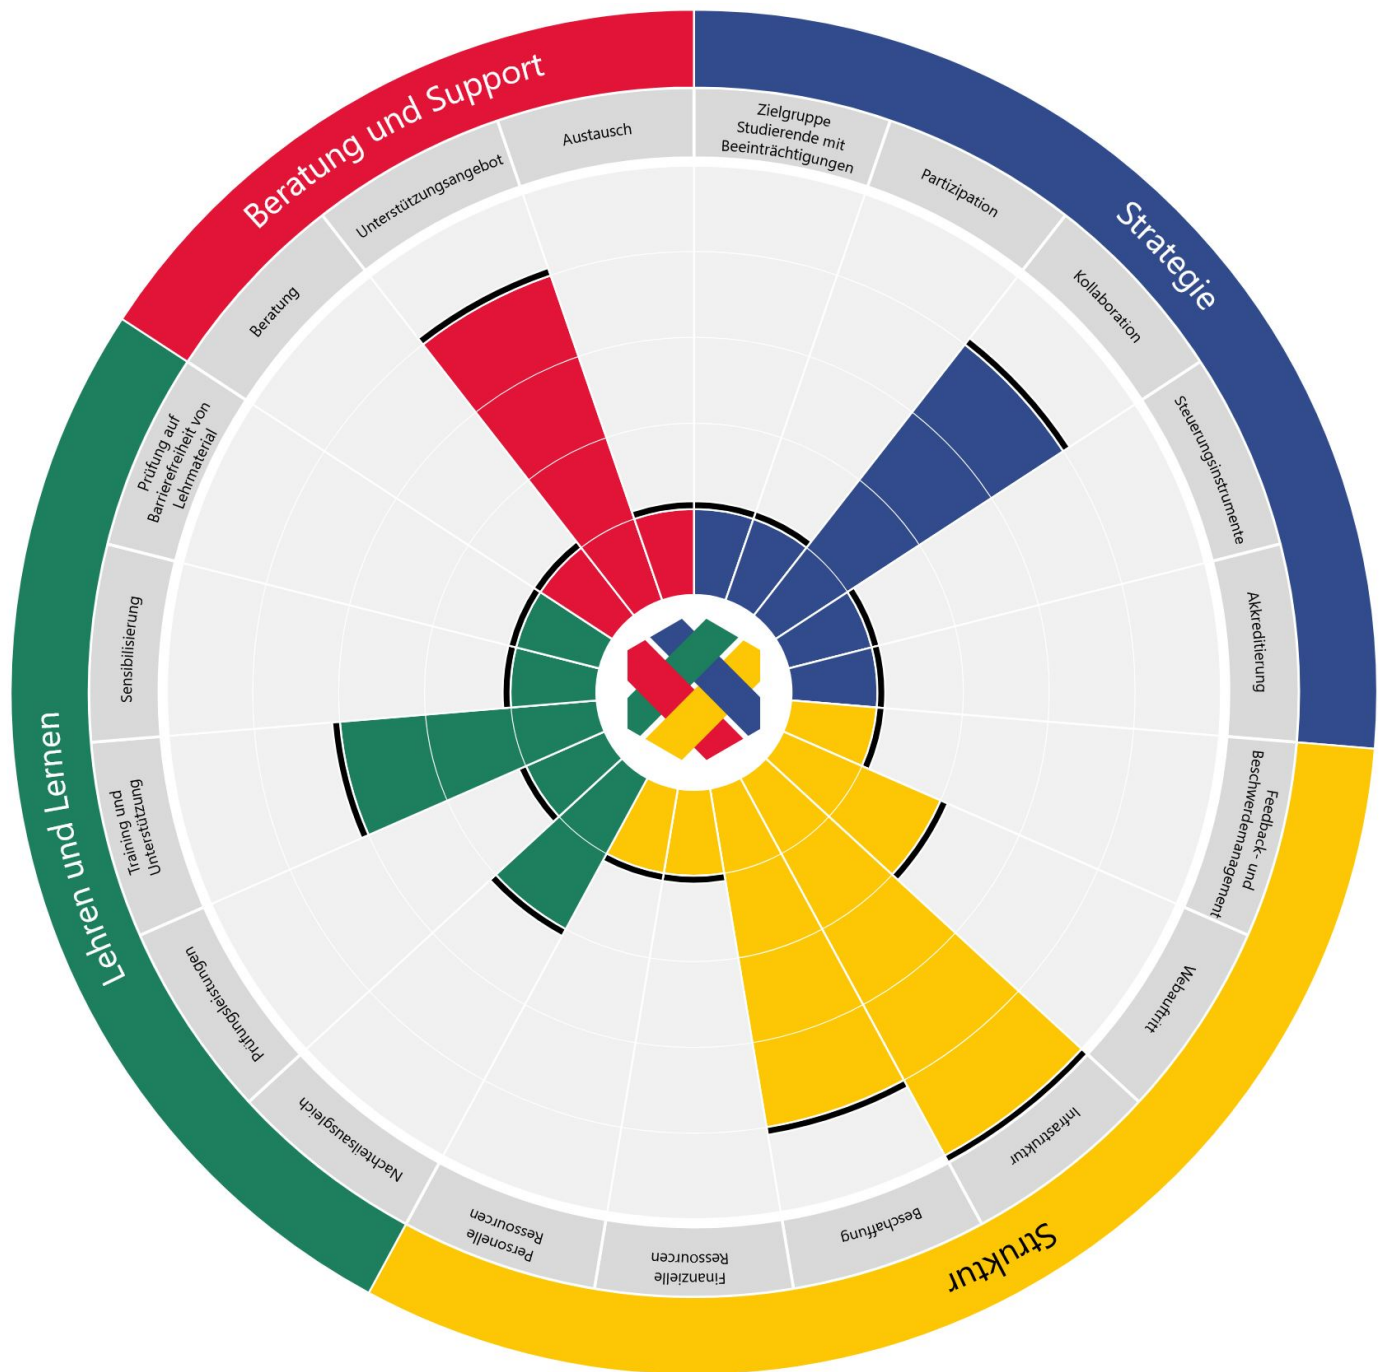 Beratung und Support
Strategie
Struktur
Lehren und Lernen
Zielgruppe
Studierende mit
Beeinträchtigungen
Partizipation
Kollaboration
Steuerungsinstrumente
Akkreditierung
Feedback- und
Beschwerdemanagement
Webauftritt
Infrastruktur
Beschaffung
Finanzielle
Ressourcen
Personelle
Ressourcen
Nachteilsausgleich
Prüfungsleistungen
Training und
Unterstützung
Sensibilisierung
Prüfung auf
Barrierefreiheit von
Lehrmaterial
Beratung
Unterstützungsangebot
Austausch